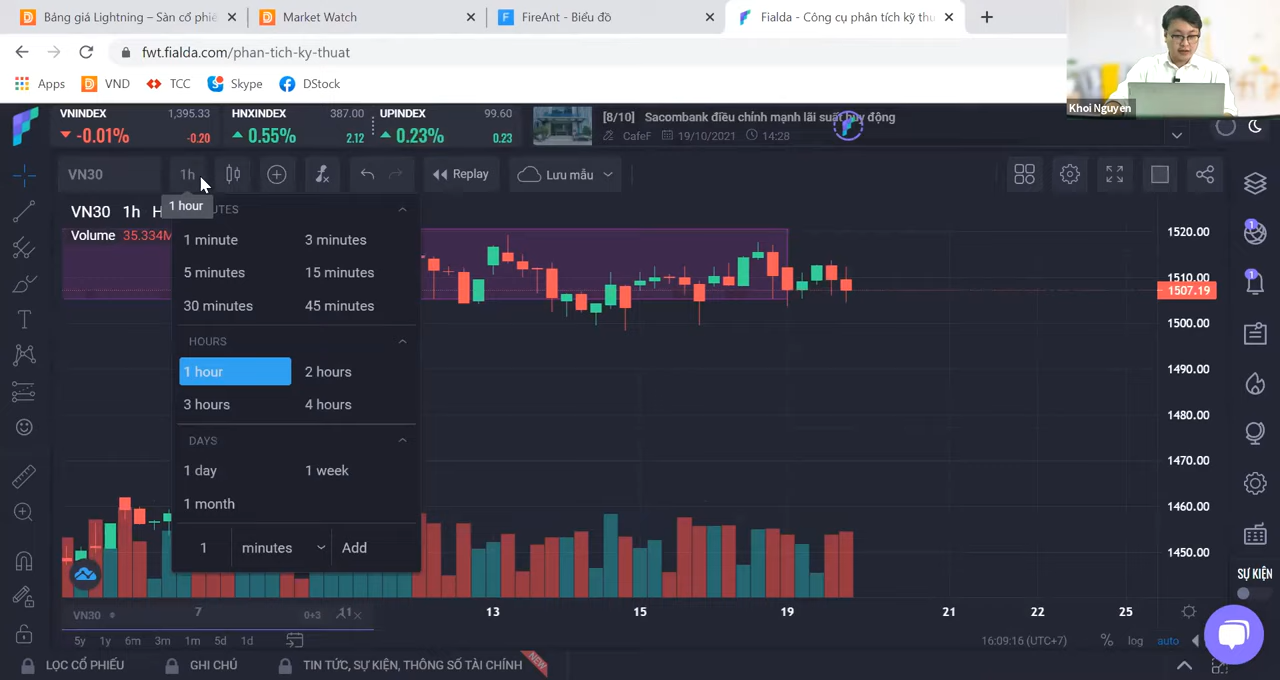 Bảng giá Lightning – Sàn cổ phiế
Market Watch
FireAnt - Biểu đồ
Fialda - Công cụ phân tích kỹ thu
fwt.fialda.com/phan-tich-ky-thuat
Apps
VND
TCC
Skype
DStock
Khoi Nguyen
VNINDEX 1,395.33
-0.01% -0.20
HNXINDEX 387.00
0.55% 2.12
UPINDEX 99.60
0.23% 0.23
[8/10] Sacombank điều chỉnh mạnh lãi suất huy động
CafeF 19/10/2021 14:28
VN30
1h
Replay
Lưu mẫu
1 hour
VN30 1h H
Volume 35.334M
UTES
1 minute 3 minutes
5 minutes 15 minutes
30 minutes 45 minutes
HOURS
1 hour 2 hours
3 hours 4 hours
DAYS
1 day 1 week
1 month
1 minutes Add
1520.00
1510.00
1507.19
1500.00
1490.00
1480.00
1470.00
1460.00
1450.00
1
1
SỰ KIỆN
VN30 0+3
7 11 13 15 19 21 22 25
5y 1y 6m 3m 1m 5d 1d
16:09:16 (UTC+7) % log auto
LỌC CỔ PHIẾU
GHI CHÚ
TIN TỨC, SỰ KIỆN, THÔNG SỐ TÀI CHÍNH
NEW